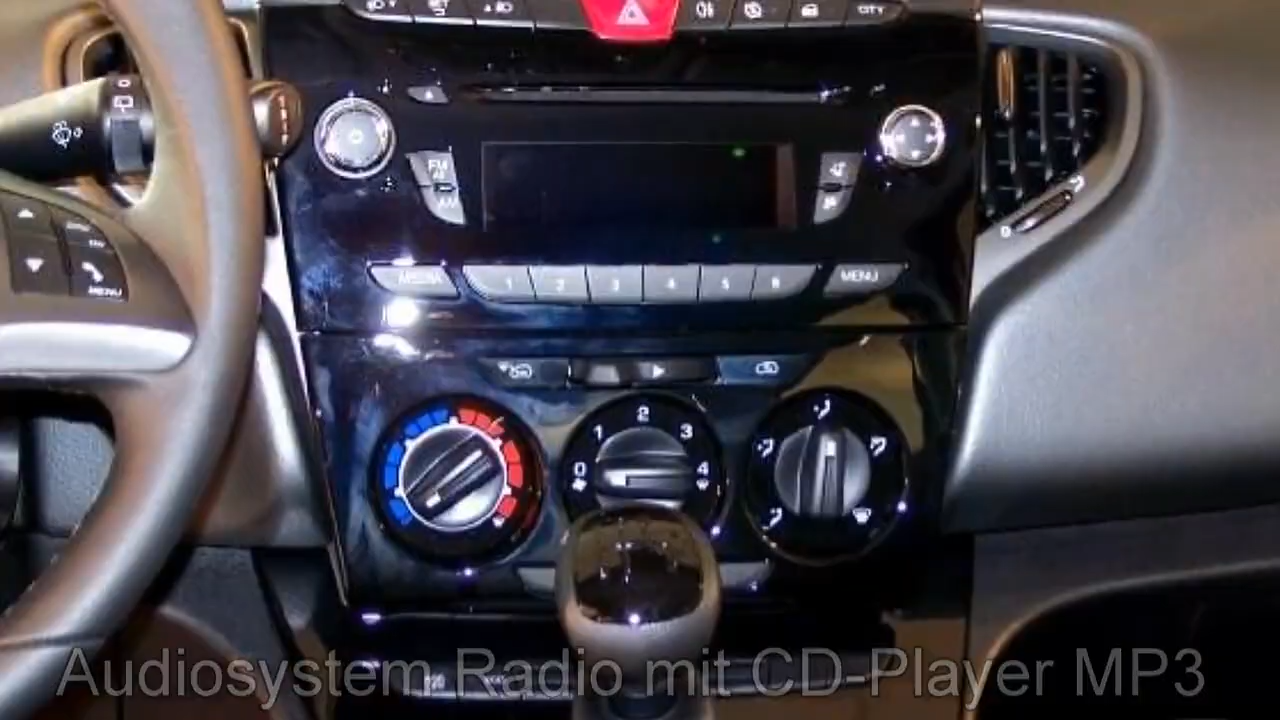 CITY
FM
MEDIA
1 2 3 4 5 6
MENU
MENU
2
1 3
0 4
Audiosystem Radio mit CD-Player MP3